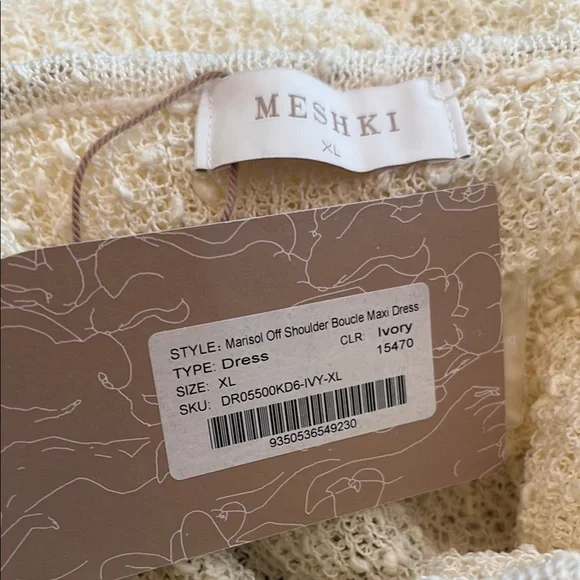 MESHKI
XL
STYLE: Marisol Off Shoulder Boucle Maxi Dress
TYPE: Dress CLR: Ivory
SIZE: XL 15470
SKU: DR05500KD6-IVY-XL
9350536549230